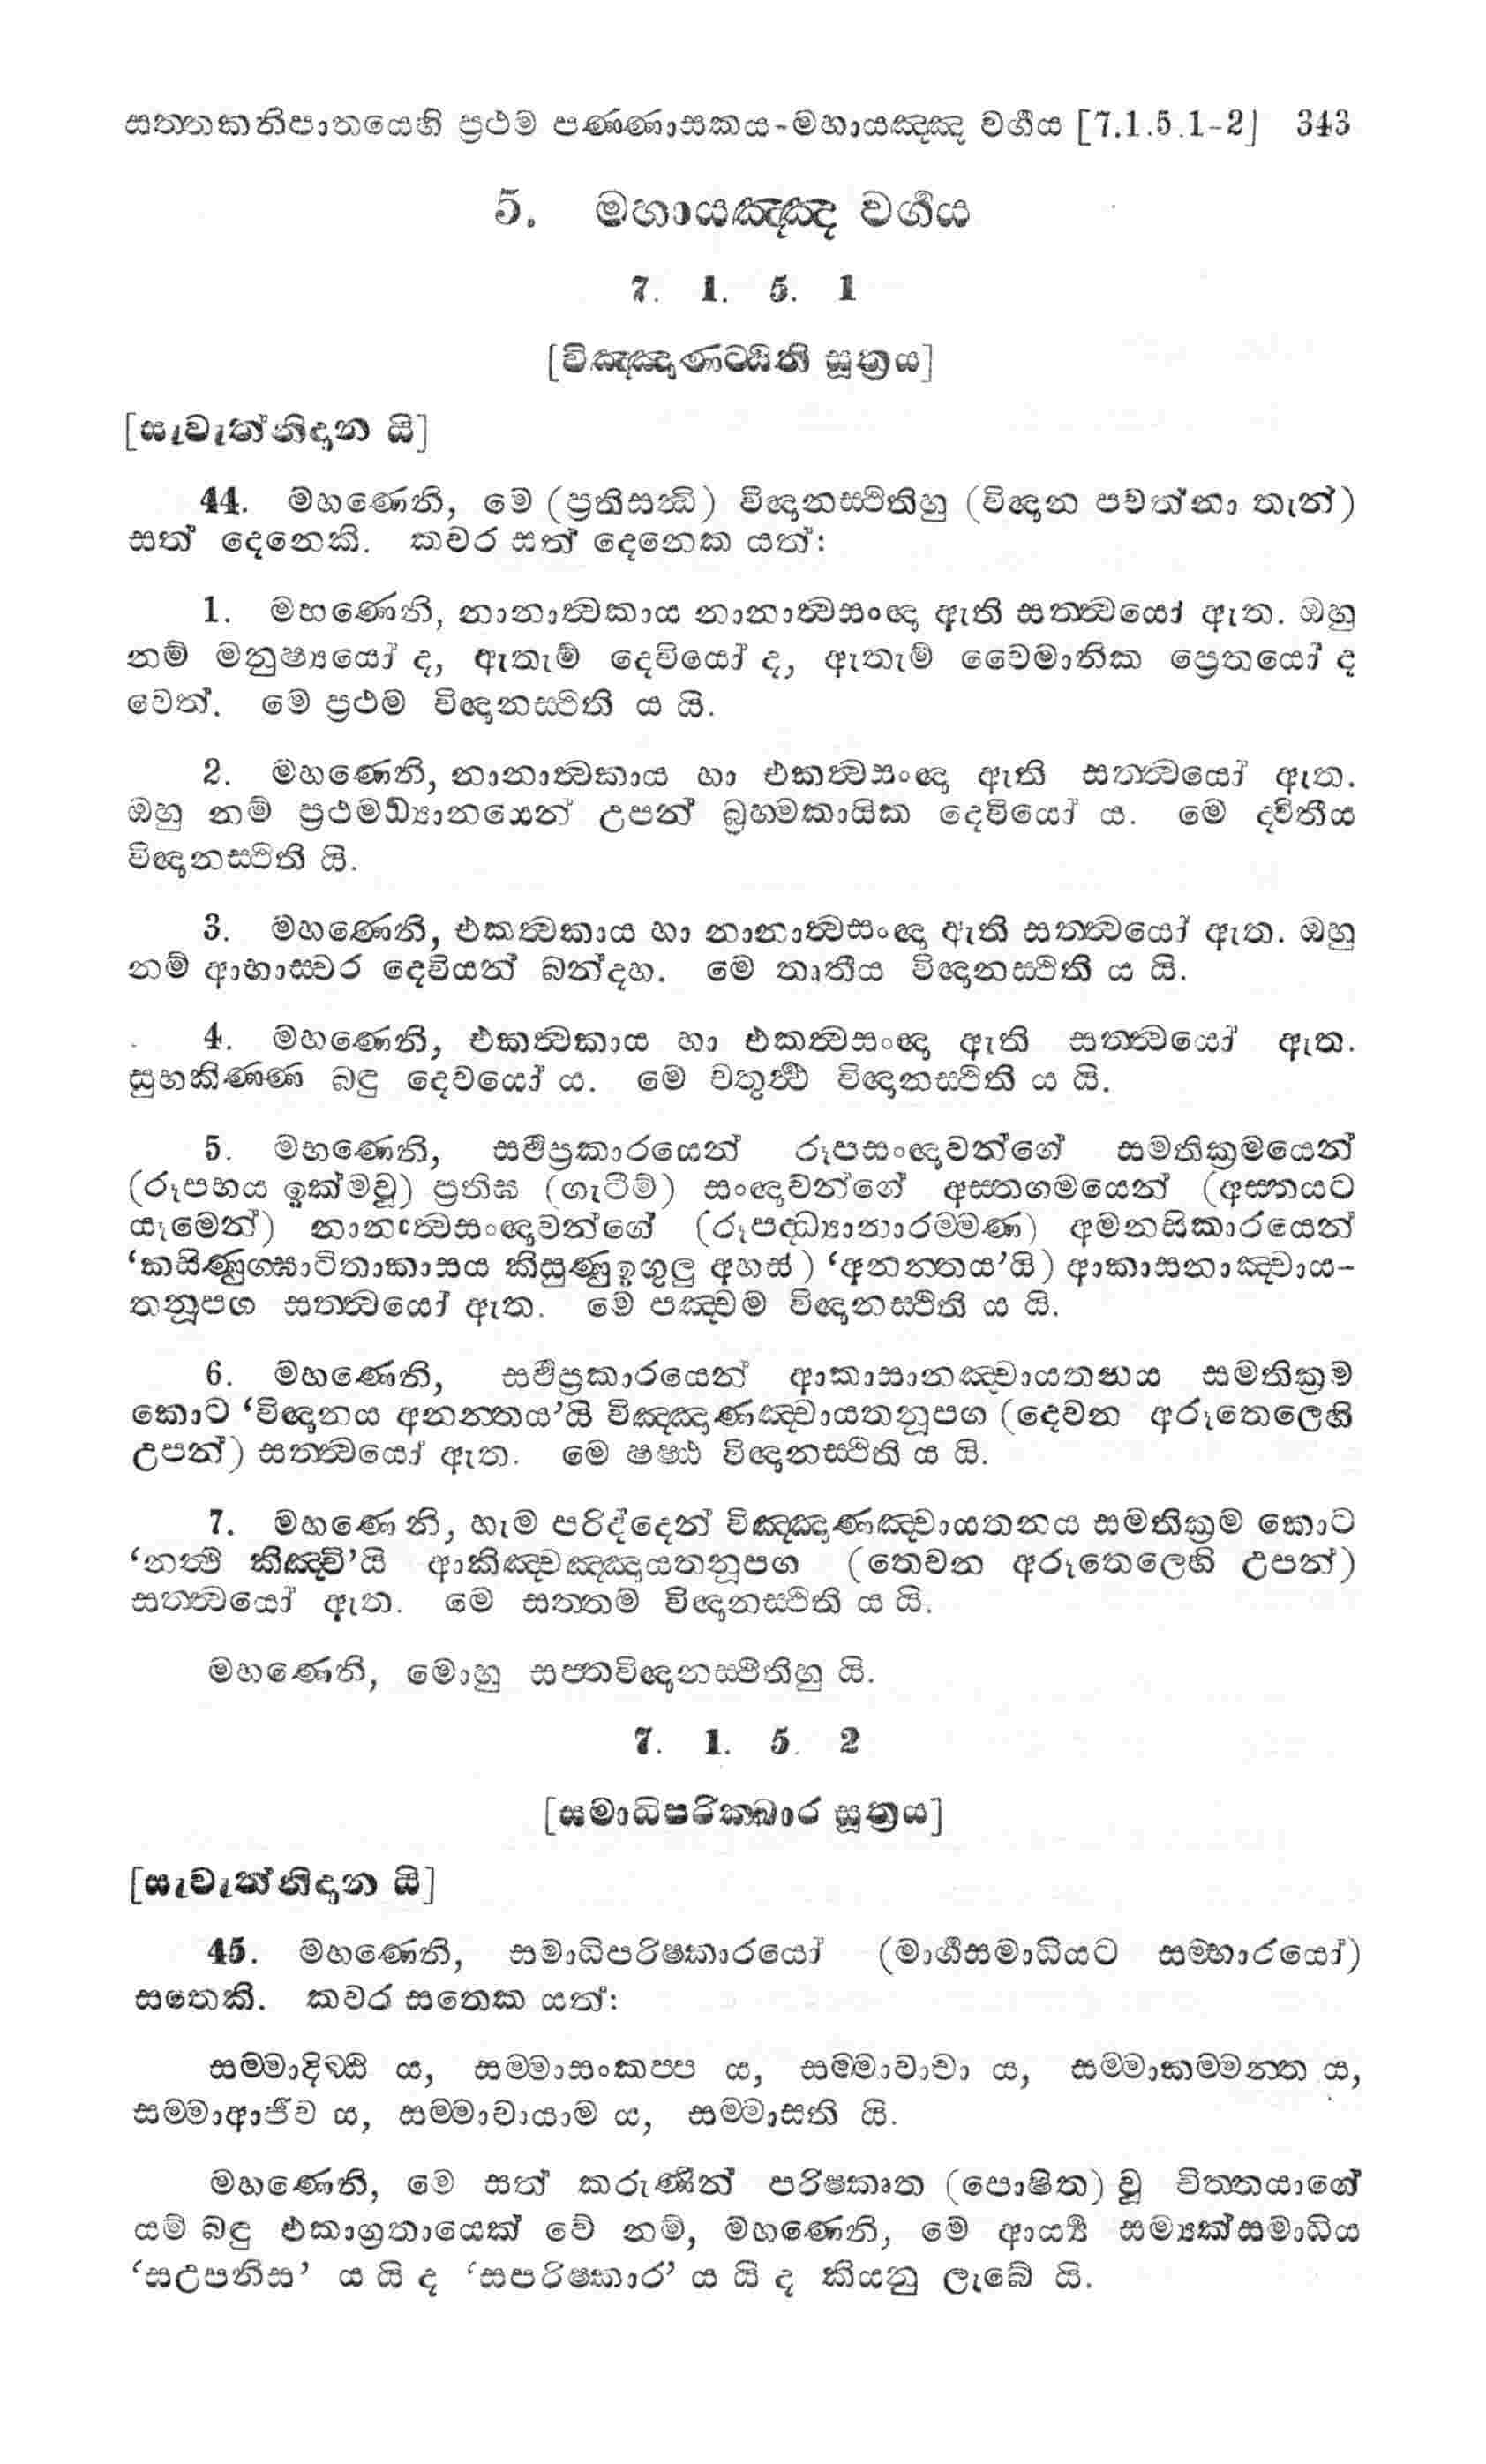 සත්තකනිපාතයෙහි ප්‍රථම පණ්ණාසකය-මහායඤ්ඤ වර්‍ගය [7.1.5.1-2] 343
5. මහායඤ්ඤ වර්‍ගය
7. 1. 5. 1
[විඤ්ඤාණට්ඨිති සූත්‍රය]
[සැවැත්නිදාන යි]
44. මහණෙනි, මෙ (ප්‍රතිසන්‍ධි) විඥානස්ථිතිහු (විඥාන පවත්නා තැන්)
සත් දෙනෙකි. කවර සත් දෙනෙක යත්:
1. මහණෙනි, නානාත්‍වකාය නානාත්‍වසංඥා ඇති සත්ත්‍වයෝ ඇත. ඔහු
නම් මනුෂ්‍යයෝ ද, ඇතැම් දෙවියෝ ද, ඇතැම් වෛමානික ප්‍රෙතයෝ ද
වෙත්. මෙ ප්‍රථම විඥානස්ථිති ය යි.
2. මහණෙනි, නානාත්‍වකාය හා එකත්‍වසංඥා ඇති සත්ත්‍වයෝ ඇත.
ඔහු නම් ප්‍රථමධ්‍යානයෙන් උපන් බ්‍රහ්මකායික දෙවියෝ ය. මෙ ද්විතීය
විඥානස්ථිති යි.
3. මහණෙනි, එකත්‍වකාය හා නානාත්‍වසංඥා ඇති සත්ත්‍වයෝ ඇත. ඔහු
නම් ආභාස්වර දෙවියන් බන්දහ. මෙ තෘතීය විඥානස්ථිති ය යි.
4. මහණෙනි, එකත්‍වකාය හා එකත්‍වසංඥා ඇති සත්ත්‍වයෝ ඇත.
සුභකිණ්ණ බඳු දෙවයෝ ය. මෙ චතුර්‍ථ විඥානස්ථිති ය යි.
5. මහණෙනි, සර්‍වප්‍රකාරයෙන් රූපසංඥාවන්ගේ සමතික්‍රමයෙන්
(රූපභය ඉක්මවූ) ප්‍රතිඝ (ගැටීම්) සංඥාවන්ගේ අස්තගමයෙන් (අස්තයට
යෑමෙන්) නානාත්‍වසංඥාවන්ගේ (රූපද්ධ්‍යානාරම්මණ) අමනසිකාරයෙන්
‘කසිණුග්ඝාටිතාකාසය කිසුණුඉගුලු අහස්) ‘අනන්තය’යි) ආකාසනාඤ්චාය-
තනූපග සත්ත්‍වයෝ ඇත. මෙ පඤ්චම විඥානස්ථිති ය යි.
6. මහණෙනි, සර්‍වප්‍රකාරයෙන් ආකාසානඤ්චායතනය සමතික්‍රම
කොට ‘විඥානය අනන්තය’යි විඤ්ඤාණඤ්චායතනූපග (දෙවන අරූතෙලෙහි
උපන්) සත්ත්‍වයෝ ඇත. මෙ ෂෂ්ඨ විඥානස්ථිති ය යි.
7. මහණෙනි, හැම පරිද්දෙන් විඤ්ඤාණඤ්චායතනය සමතික්‍රම කොට
‘නත්‍ථි කිඤ්චි’යි ආකිඤ්චඤ්ඤායතනූපග (තෙවන අරූතෙලෙහි උපන්)
සත්ත්‍වයෝ ඇත. මෙ සත්තම විඥානස්ථිති ය යි.
මහණෙනි, මොහු සප්තවිඥානස්ථිතිහු යි.
7. 1. 5. 2
[සමාධිපරික්ඛාර සූත්‍රය]
[සැවැත්නිදාන යි]
45. මහණෙනි, සමාධිපරිෂ්කාරයෝ (මාර්‍ගසමාධියට සම්භාරයෝ)
සතෙකි. කවර සතෙක යත්:
සම්මාදිට්ඨි ය, සම්මාසංකප්ප ය, සම්මාවාචා ය, සම්මාකම්මන්ත ය,
සම්මාආජීව ය, සම්මාවායාම ය, සම්මාසති යි.
මහණෙනි, මෙ සත් කරුණින් පරිෂ්කෘත (පොෂිත) වූ චිත්තයාගේ
යම් බඳු එකාග්‍රතායෙක් වේ නම්, මහණෙනි, මෙ ආර්‍ය්‍ය සම්‍යක්සමාධිය
‘සඋපනිස’ ය යි ද ‘සපරිෂ්කාර’ ය යි ද කියනු ලැබේ යි.